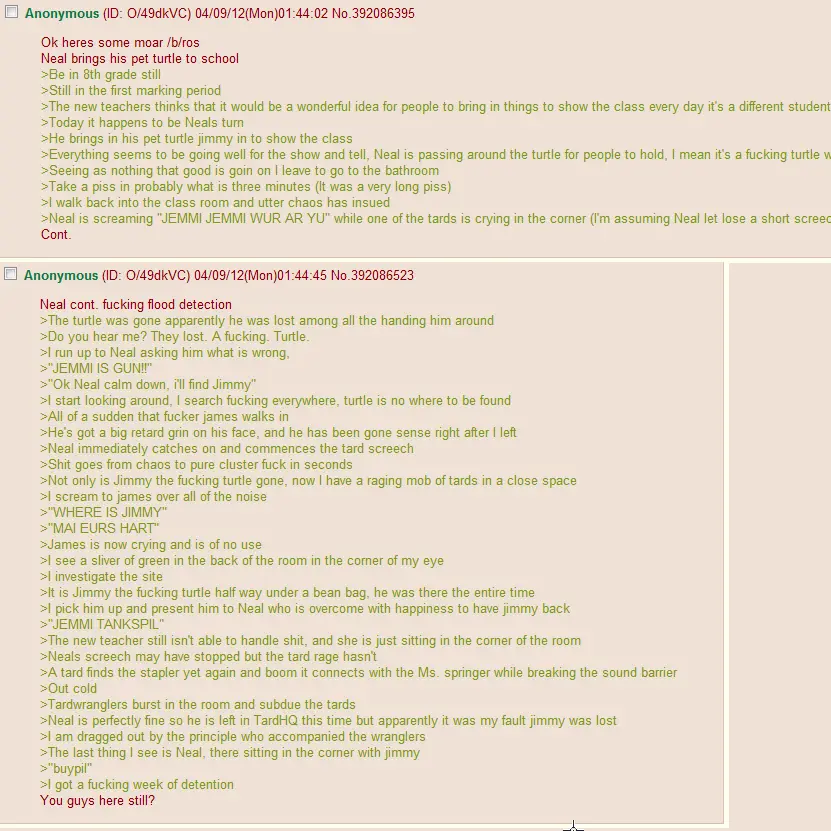 Anonymous (ID: O/49dkVC) 04/09/12(Mon)01:44:02 No.392086395
Ok heres some moar /b/ros
Neal brings his pet turtle to school
>Be in 8th grade still
>Still in the first marking period
>The new teachers thinks that it would be a wonderful idea for people to bring in things to show the class every day it's a different student
>Today it happens to be Neals turn
>He brings in his pet turtle jimmy in to show the class
>Everything seems to be going well for the show and tell, Neal is passing around the turtle for people to hold, I mean it's a fucking turtle w
>Seeing as nothing that good is goin on I leave to go to the bathroom
>Take a piss in probably what is three minutes (It was a very long piss)
>I walk back into the class room and utter chaos has insued
>Neal is screaming "JEMMI JEMMI WUR AR YU" while one of the tards is crying in the corner (I'm assuming Neal let lose a short screec
Cont.
Anonymous (ID: O/49dkVC) 04/09/12(Mon)01:44:45 No.392086523
Neal cont. fucking flood detection
>The turtle was gone apparently he was lost among all the handing him around
>Do you hear me? They lost. A fucking. Turtle.
>I run up to Neal asking him what is wrong,
>"JEMMI IS GUN!!"
>"Ok Neal calm down, i'll find Jimmy"
>I start looking around, I search fucking everywhere, turtle is no where to be found
>All of a sudden that fucker james walks in
>He's got a big retard grin on his face, and he has been gone sense right after I left
>Neal immediately catches on and commences the tard screech
>Shit goes from chaos to pure cluster fuck in seconds
>Not only is Jimmy the fucking turtle gone, now I have a raging mob of tards in a close space
>I scream to james over all of the noise
>"WHERE IS JIMMY"
>"MAI EURS HART"
>James is now crying and is of no use
>I see a sliver of green in the back of the room in the corner of my eye
>I investigate the site
>It is Jimmy the fucking turtle half way under a bean bag, he was there the entire time
>I pick him up and present him to Neal who is overcome with happiness to have jimmy back
>"JEMMI TANKSPIL"
>The new teacher still isn't able to handle shit, and she is just sitting in the corner of the room
>Neals screech may have stopped but the tard rage hasn't
>A tard finds the stapler yet again and boom it connects with the Ms. springer while breaking the sound barrier
>Out cold
>Tardwranglers burst in the room and subdue the tards
>Neal is perfectly fine so he is left in TardHQ this time but apparently it was my fault jimmy was lost
>I am dragged out by the principle who accompanied the wranglers
>The last thing I see is Neal, there sitting in the corner with jimmy
>"buypil"
>I got a fucking week of detention
You guys here still?